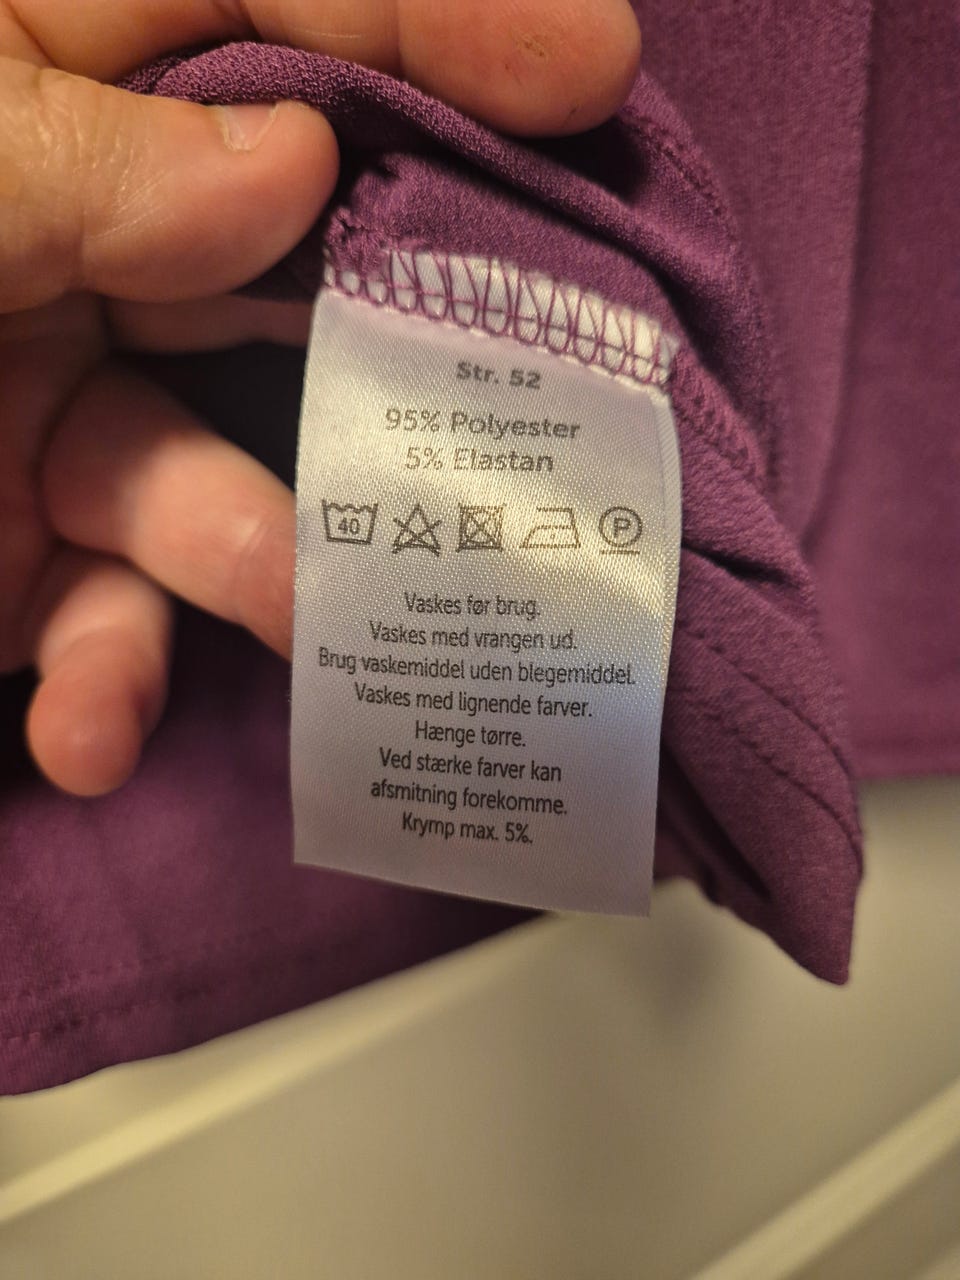 Str. 52
95% Polyester
5% Elastan
40 P
Vaskes før brug.
Vaskes med vrangen ud.
Brug vaskemiddel uden blegemiddel.
Vaskes med lignende farver.
Hænge tørre.
Ved stærke farver kan
afsmitning forekomme.
Krymp max. 5%.